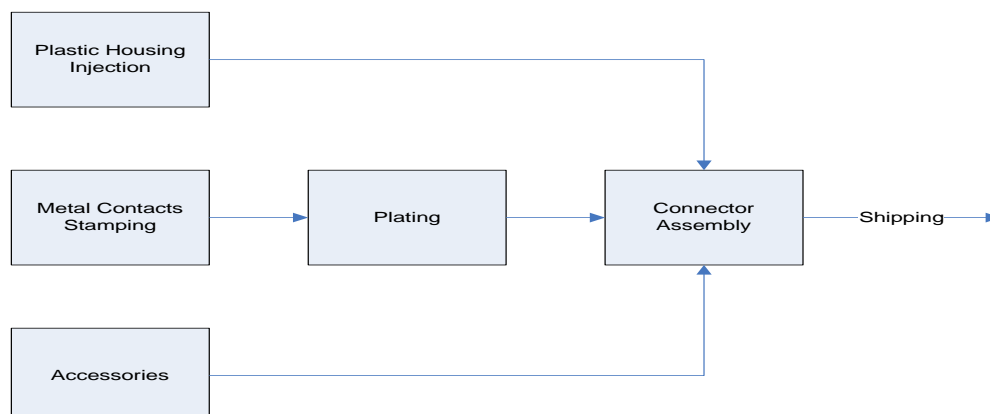 Plastic Housing
Injection
Metal Contacts
Stamping
Plating
Connector
Assembly
Shipping
Accessories